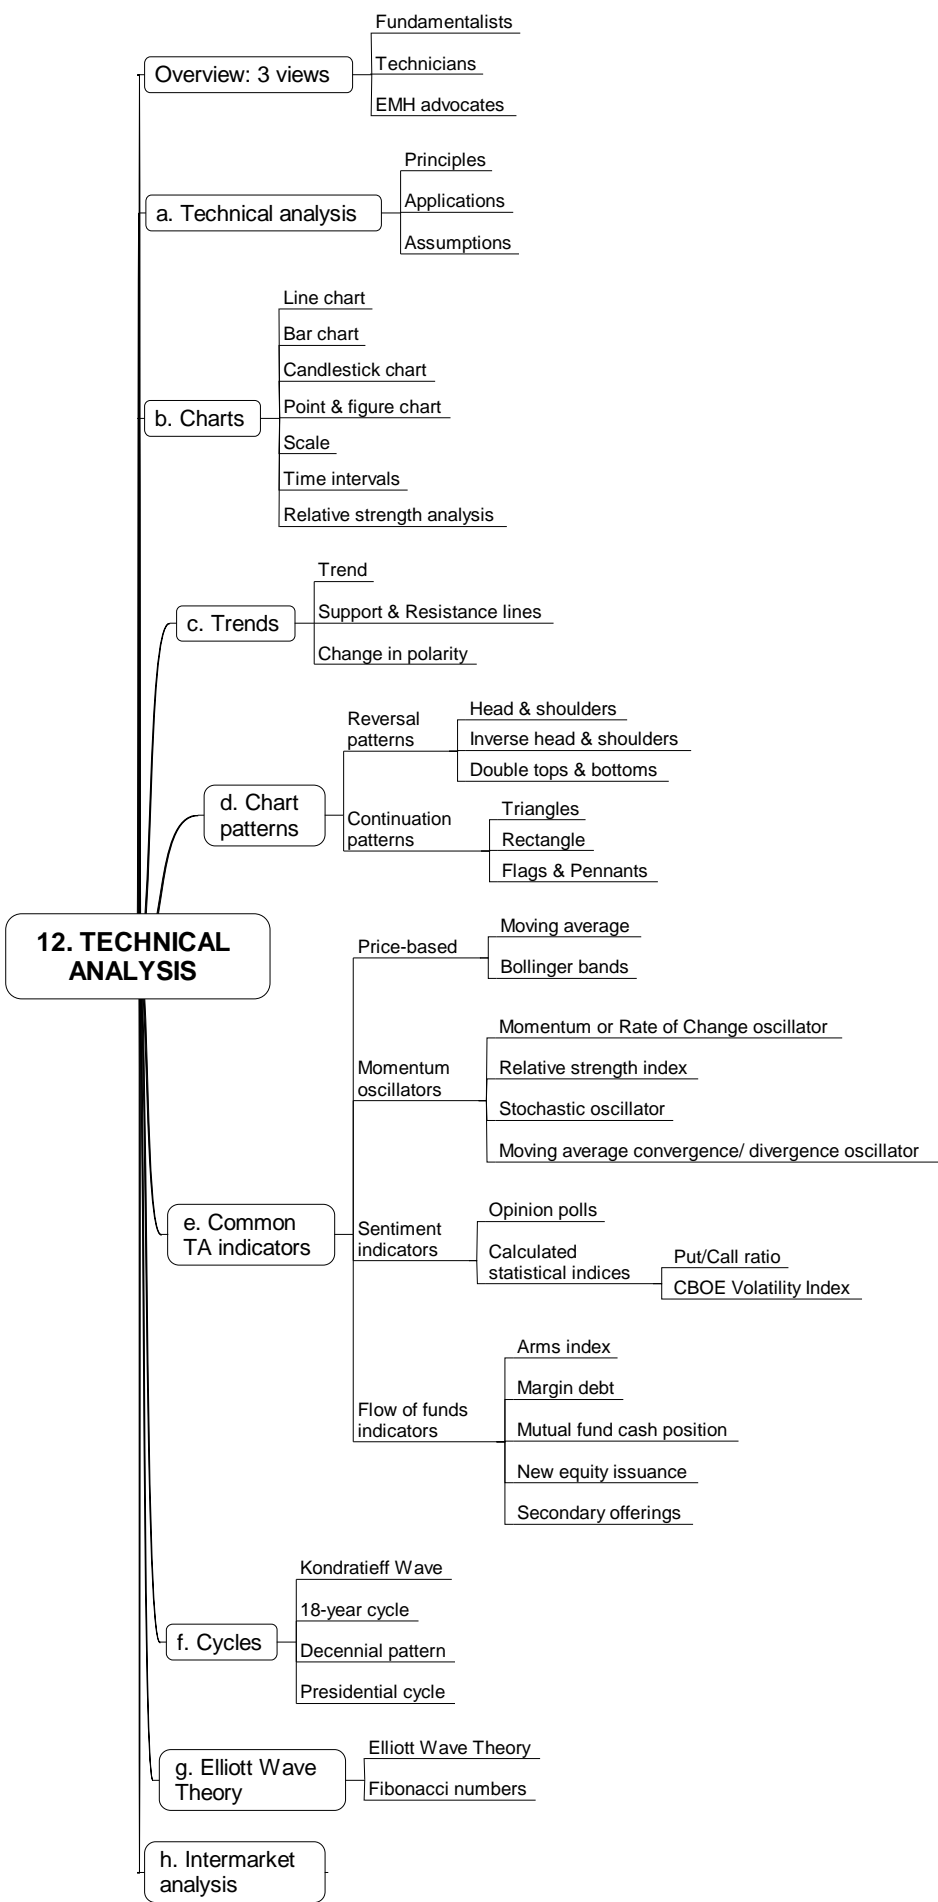 Fundamentalists
Overview: 3 views
Technicians
EMH advocates
Principles
a. Technical analysis
Applications
Assumptions
Line chart
Bar chart
Candlestick chart
b. Charts
Point & figure chart
Scale
Time intervals
Relative strength analysis
Trend
c. Trends
Support & Resistance lines
Change in polarity
Reversal
patterns
Head & shoulders
Inverse head & shoulders
Double tops & bottoms
d. Chart
patterns
Continuation
patterns
Triangles
Rectangle
Flags & Pennants
12. TECHNICAL
ANALYSIS
Price-based
Moving average
Bollinger bands
Momentum
oscillators
Momentum or Rate of Change oscillator
Relative strength index
Stochastic oscillator
Moving average convergence/ divergence oscillator
e. Common
TA indicators
Sentiment
indicators
Opinion polls
Calculated
statistical indices
Put/Call ratio
CBOE Volatility Index
Flow of funds
indicators
Arms index
Margin debt
Mutual fund cash position
New equity issuance
Secondary offerings
Kondratieff Wave
18-year cycle
f. Cycles
Decennial pattern
Presidential cycle
g. Elliott Wave
Theory
Elliott Wave Theory
Fibonacci numbers
h. Intermarket
analysis